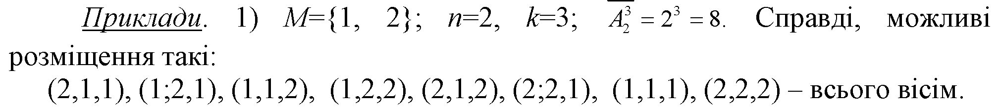 Приклади. 1) M={1, 2}; n=2, k=3; $\overline{A_2^3} = 2^3 = 8.$ Справді, можливі
розміщення такі:
(2,1,1), (1;2,1), (1,1,2), (1,2,2), (2,1,2), (2;2,1), (1,1,1), (2,2,2) – всього вісім.